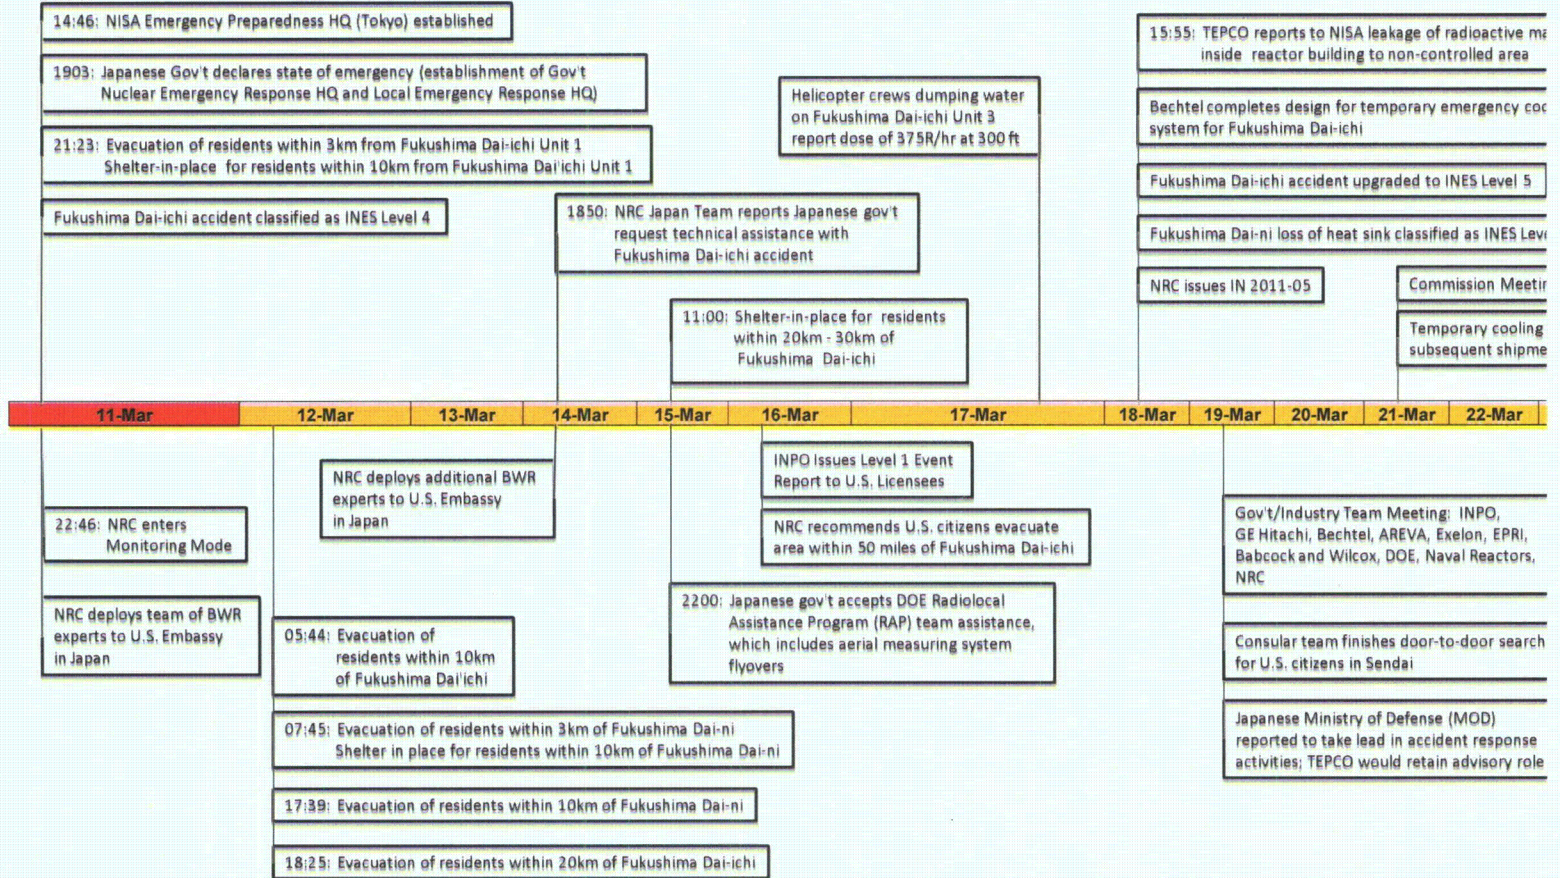 14:46: NISA Emergency Preparedness HQ (Tokyo) established
1903: Japanese Gov't declares state of emergency (establishment of Gov't
Nuclear Emergency Response HQ and Local Emergency Response HQ)
21:23: Evacuation of residents within 3km from Fukushima Dai-ichi Unit 1
Shelter-in-place for residents within 10km from Fukushima Dai'ichi Unit 1
Fukushima Dai-ichi accident classified as INES Level 4
1850: NRC Japan Team reports Japanese gov't
request technical assistance with
Fukushima Dai-ichi accident
11:00: Shelter-in-place for residents
within 20km - 30km of
Fukushima Dai-ichi
Helicopter crews dumping water
on Fukushima Dai-ichi Unit 3
report dose of 375R/hr at 300 ft
15:55: TEPCO reports to NISA leakage of radioactive ma
inside reactor building to non-controlled area
Bechtel completes design for temporary emergency coo
system for Fukushima Dai-ichi
Fukushima Dai-ichi accident upgraded to INES Level 5
Fukushima Dai-ni loss of heat sink classified as INES Leve
NRC issues IN 2011-05
Commission Meetin
Temporary cooling
subsequent shipme
11-Mar 12-Mar 13-Mar 14-Mar 15-Mar 16-Mar 17-Mar 18-Mar 19-Mar 20-Mar 21-Mar 22-Mar
22:46: NRC enters
Monitoring Mode
NRC deploys team of BWR
experts to U.S. Embassy
in Japan
NRC deploys additional BWR
experts to U.S. Embassy
in Japan
05:44: Evacuation of
residents within 10km
of Fukushima Dai'ichi
07:45: Evacuation of residents within 3km of Fukushima Dai-ni
Shelter in place for residents within 10km of Fukushima Dai-ni
17:39: Evacuation of residents within 10km of Fukushima Dai-ni
18:25: Evacuation of residents within 20km of Fukushima Dai-ichi
INPO Issues Level 1 Event
Report to U.S. Licensees
NRC recommends U.S. citizens evacuate
area within 50 miles of Fukushima Dai-ichi
2200: Japanese gov't accepts DOE Radiolocal
Assistance Program (RAP) team assistance,
which includes aerial measuring system
flyovers
Gov't/Industry Team Meeting: INPO,
GE Hitachi, Bechtel, AREVA, Exelon, EPRI,
Babcock and Wilcox, DOE, Naval Reactors,
NRC
Consular team finishes door-to-door search
for U.S. citizens in Sendai
Japanese Ministry of Defense (MOD)
reported to take lead in accident response
activities; TEPCO would retain advisory role